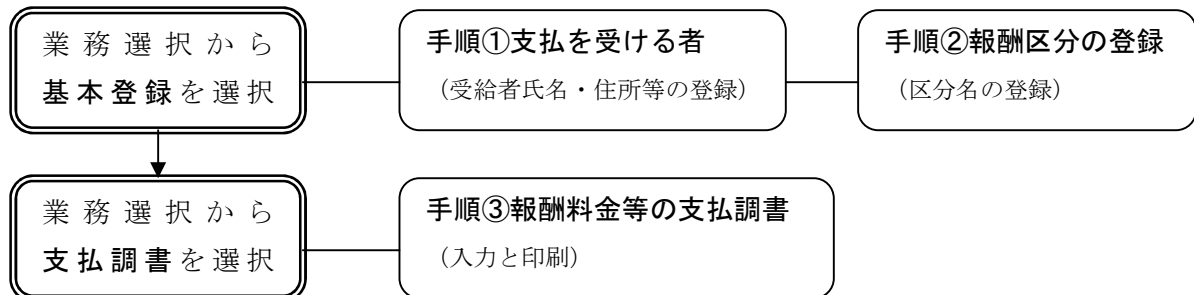 業務選択から
基本登録を選択
手順①支払を受ける者
（受給者氏名・住所等の登録）
手順②報酬区分の登録
（区分名の登録）
業務選択から
支払調書を選択
手順③報酬料金等の支払調書
（入力と印刷）